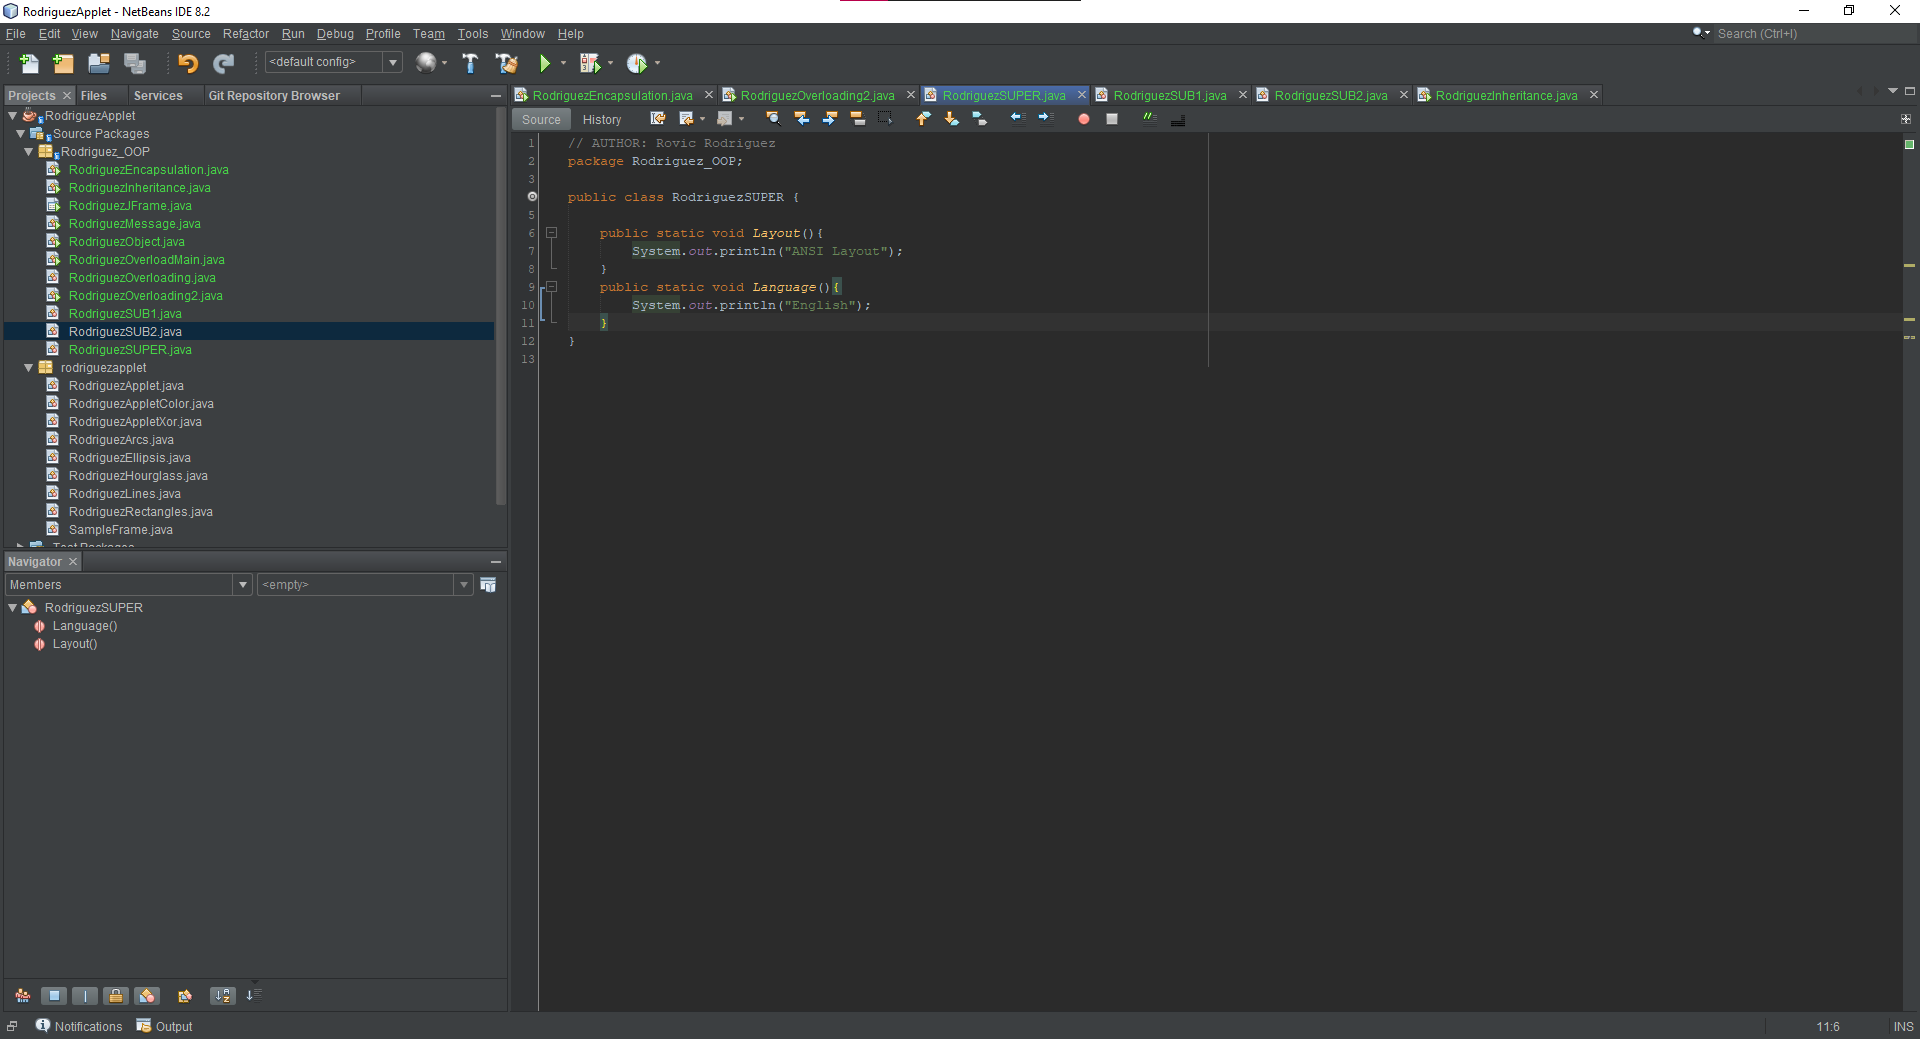 RodriguezApplet - NetBeans IDE 8.2
File Edit View Navigate Source Refactor Run Debug Profile Team Tools Window Help
Search (Ctrl+I)
<default config>
Projects Files Services Git Repository Browser
RodriguezApplet
Source Packages
Rodriguez_OOP
RodriguezEncapsulation.java
RodriguezInheritance.java
RodriguezJFrame.java
RodriguezMessage.java
RodriguezObject.java
RodriguezOverloadMain.java
RodriguezOverloading.java
RodriguezOverloading2.java
RodriguezSUB1.java
RodriguezSUB2.java
RodriguezSUPER.java
rodriguezapplet
RodriguezApplet.java
RodriguezAppletColor.java
RodriguezAppletXor.java
RodriguezArcs.java
RodriguezEllipsis.java
RodriguezHourglass.java
RodriguezLines.java
RodriguezRectangles.java
SampleFrame.java
Test Packages
Navigator
Members <empty>
RodriguezSUPER
Language()
Layout()
RodriguezEncapsulation.java RodriguezOverloading2.java RodriguezSUPER.java RodriguezSUB1.java RodriguezSUB2.java RodriguezInheritance.java
Source History
1 // AUTHOR: Rovic Rodriguez
2 package Rodriguez_OOP;
3
public class RodriguezSUPER {
5
6 public static void Layout(){
7 System.out.println("ANSI Layout");
8 }
9 public static void Language(){
10 System.out.println("English");
11 }
12 }
13
Notifications Output
11:6 INS